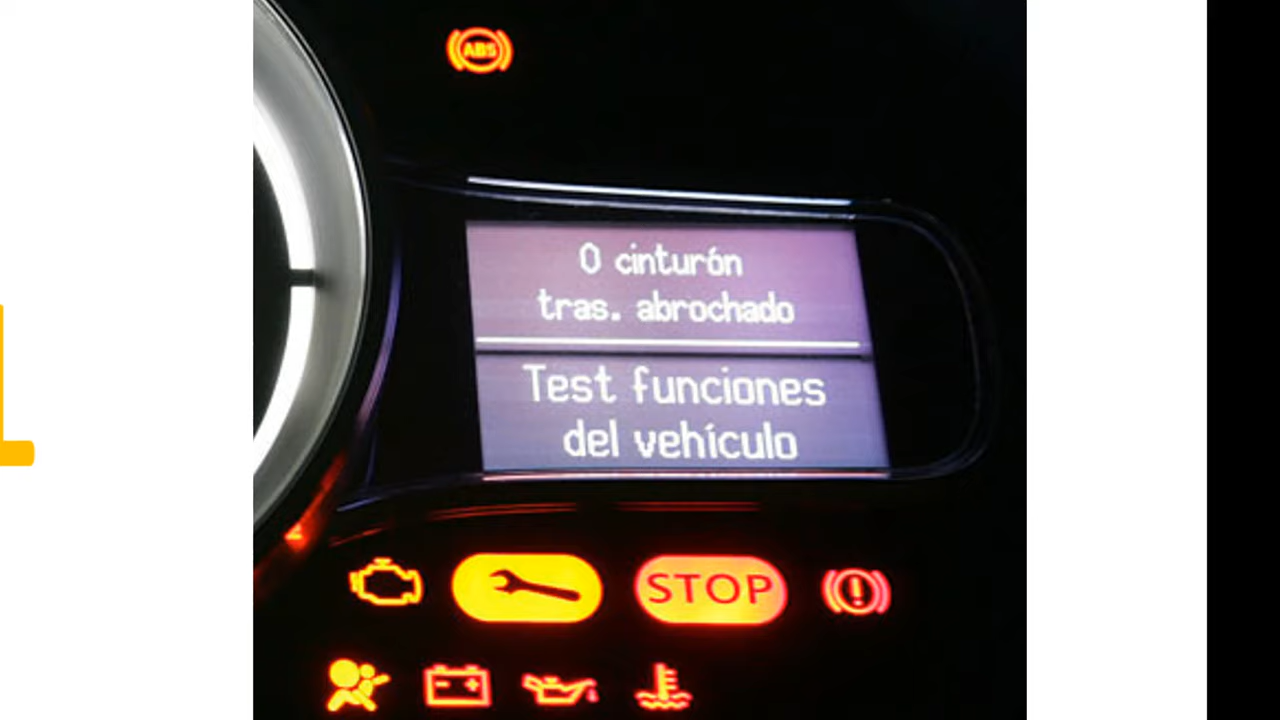 ABS
0 cinturón
tras. abrochado
Test funciones
del vehículo
STOP